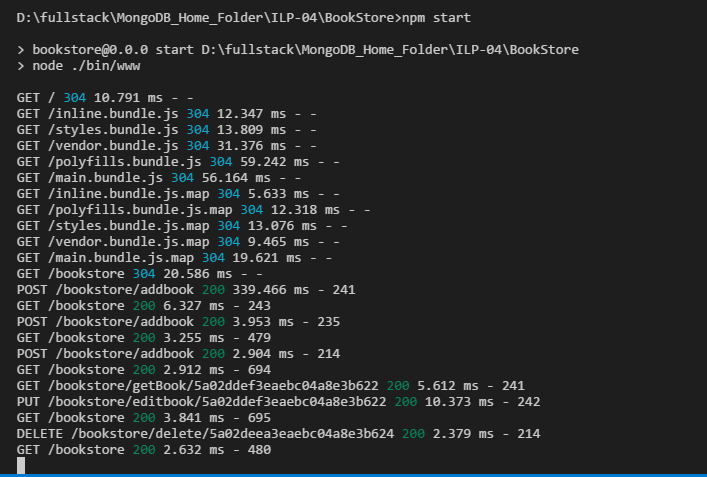 D:\fullstack\MongoDB_Home_Folder\ILP-04\BookStore>npm start
> bookstore@0.0.0 start D:\fullstack\MongoDB_Home_Folder\ILP-04\BookStore
> node ./bin/www
GET / 304 10.791 ms - -
GET /inline.bundle.js 304 12.347 ms - -
GET /styles.bundle.js 304 13.809 ms - -
GET /vendor.bundle.js 304 31.376 ms - -
GET /polyfills.bundle.js 304 59.242 ms - -
GET /main.bundle.js 304 56.164 ms - -
GET /inline.bundle.js.map 304 5.633 ms - -
GET /polyfills.bundle.js.map 304 12.318 ms - -
GET /styles.bundle.js.map 304 13.076 ms - -
GET /vendor.bundle.js.map 304 9.465 ms - -
GET /main.bundle.js.map 304 19.621 ms - -
GET /bookstore 304 20.586 ms - -
POST /bookstore/addbook 200 339.466 ms - 241
GET /bookstore 200 6.327 ms - 243
POST /bookstore/addbook 200 3.953 ms - 235
GET /bookstore 200 3.255 ms - 479
POST /bookstore/addbook 200 2.904 ms - 214
GET /bookstore 200 2.912 ms - 694
GET /bookstore/getBook/5a02ddef3eaebc04a8e3b622 200 5.612 ms - 241
PUT /bookstore/editbook/5a02ddef3eaebc04a8e3b622 200 10.373 ms - 242
GET /bookstore 200 3.841 ms - 695
DELETE /bookstore/delete/5a02deea3eaebc04a8e3b624 200 2.379 ms - 214
GET /bookstore 200 2.632 ms - 480